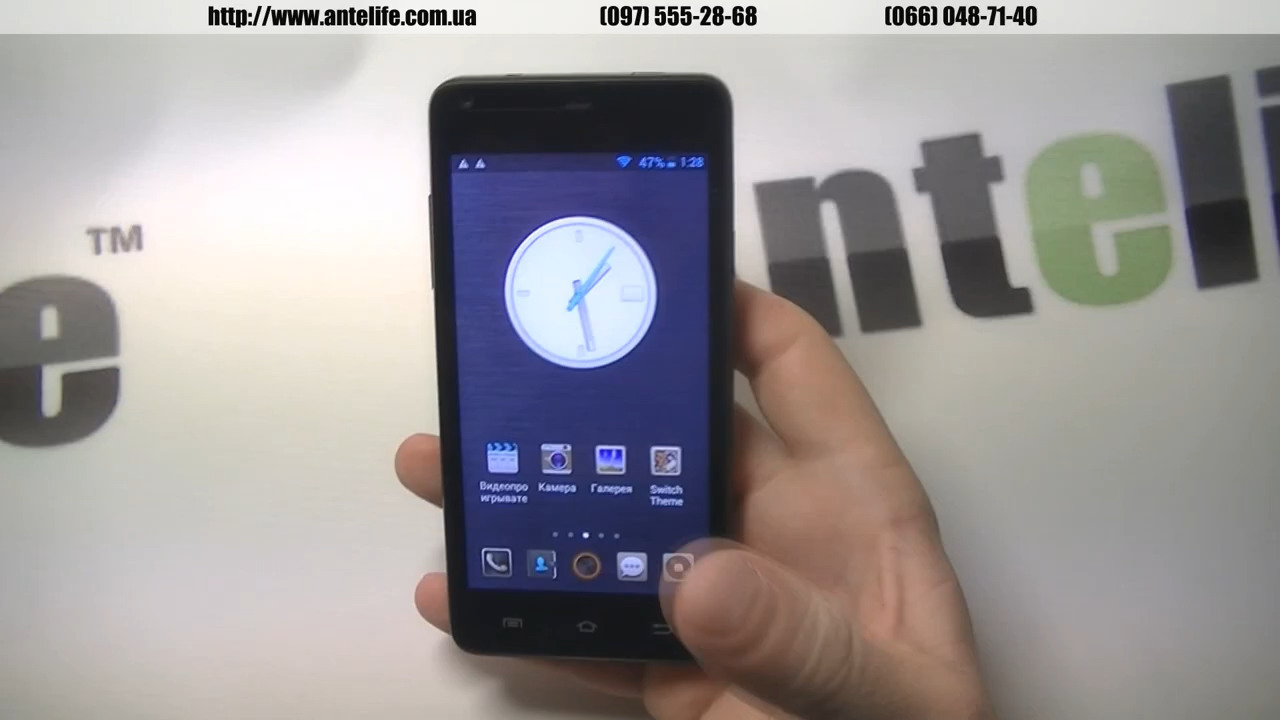 http://www.antelife.com.ua
(097) 555-28-68
(066) 048-71-40
TM
e
nteli
47%
1:28
Видеопро
игрывате
Камера
Галерея
Switch
Theme